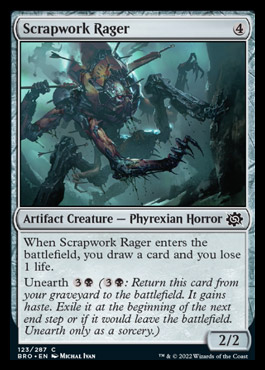 Scrapwork Rager 4
Artifact Creature — Phyrexian Horror
When Scrapwork Rager enters the
battlefield, you draw a card and you lose
1 life.
Unearth 3 (3: Return this card from
your graveyard to the battlefield. It gains
haste. Exile it at the beginning of the next
end step or if it would leave the battlefield.
Unearth only as a sorcery.)
2/2
123/287 C
BRO • EN MICHAL IVAN
™ & © 2022 Wizards of the Coast